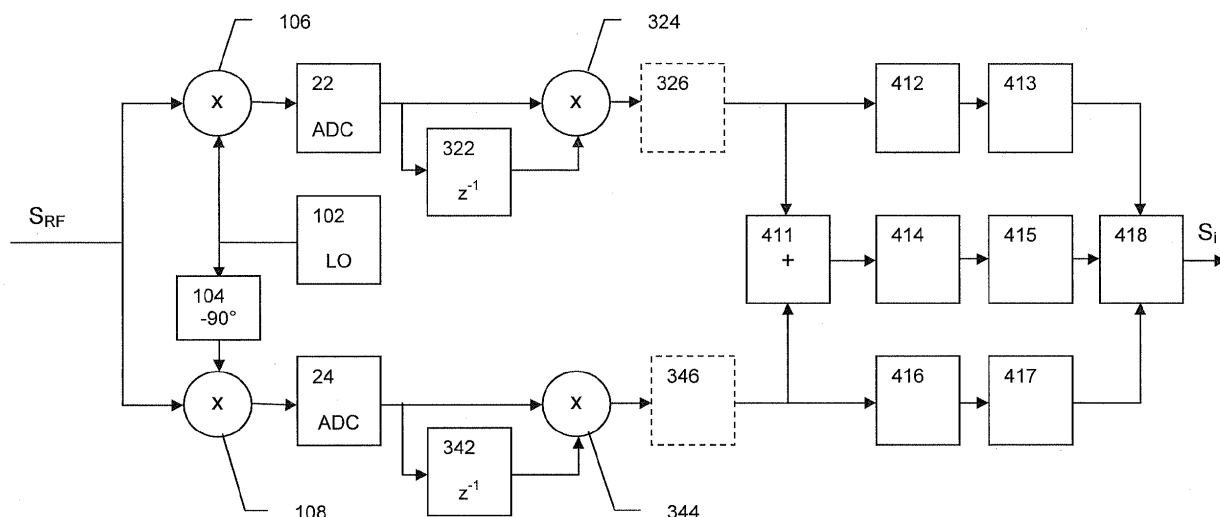 106
324
x
22
ADC
x
326
412
413
322
z⁻¹
S_RF
102
LO
411
+
414
415
418
S_i
104
-90°
x
24
ADC
x
346
416
417
342
z⁻¹
108
344